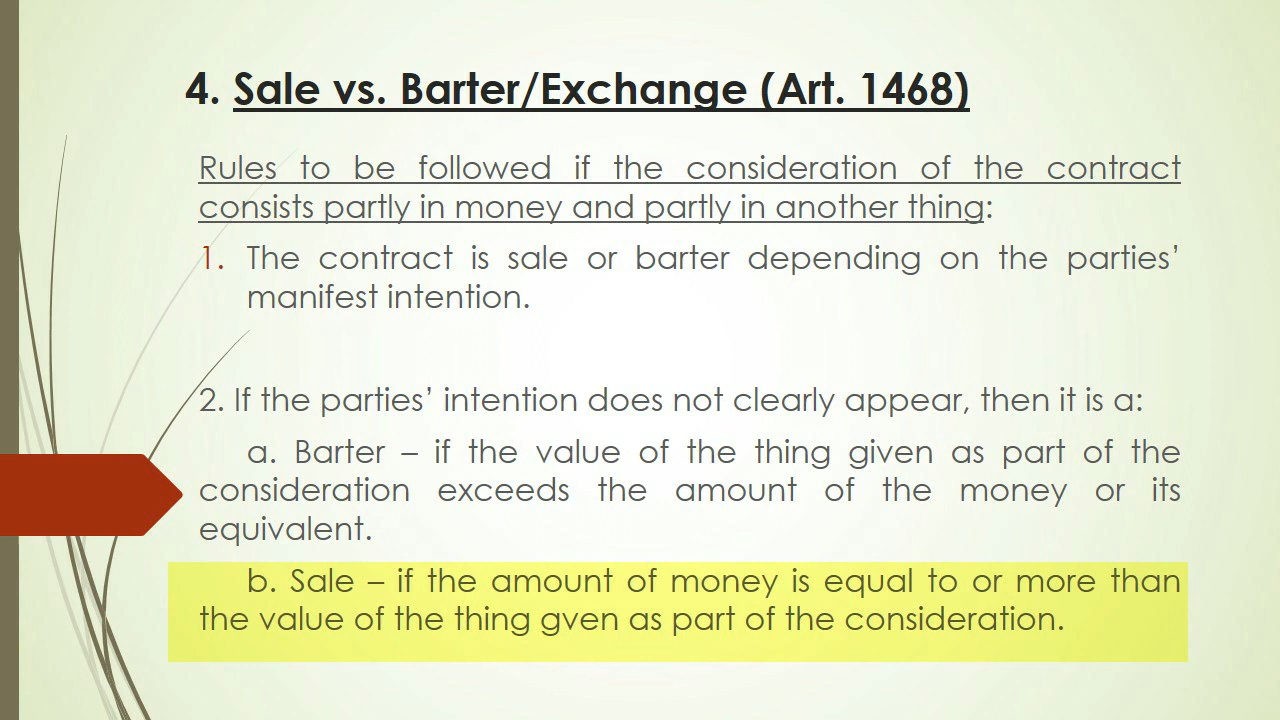 4. Sale vs. Barter/Exchange (Art. 1468)
Rules to be followed if the consideration of the contract
consists partly in money and partly in another thing:
1. The contract is sale or barter depending on the parties’
manifest intention.
2. If the parties’ intention does not clearly appear, then it is a:
a. Barter – if the value of the thing given as part of the
consideration exceeds the amount of the money or its
equivalent.
b. Sale – if the amount of money is equal to or more than
the value of the thing gven as part of the consideration.